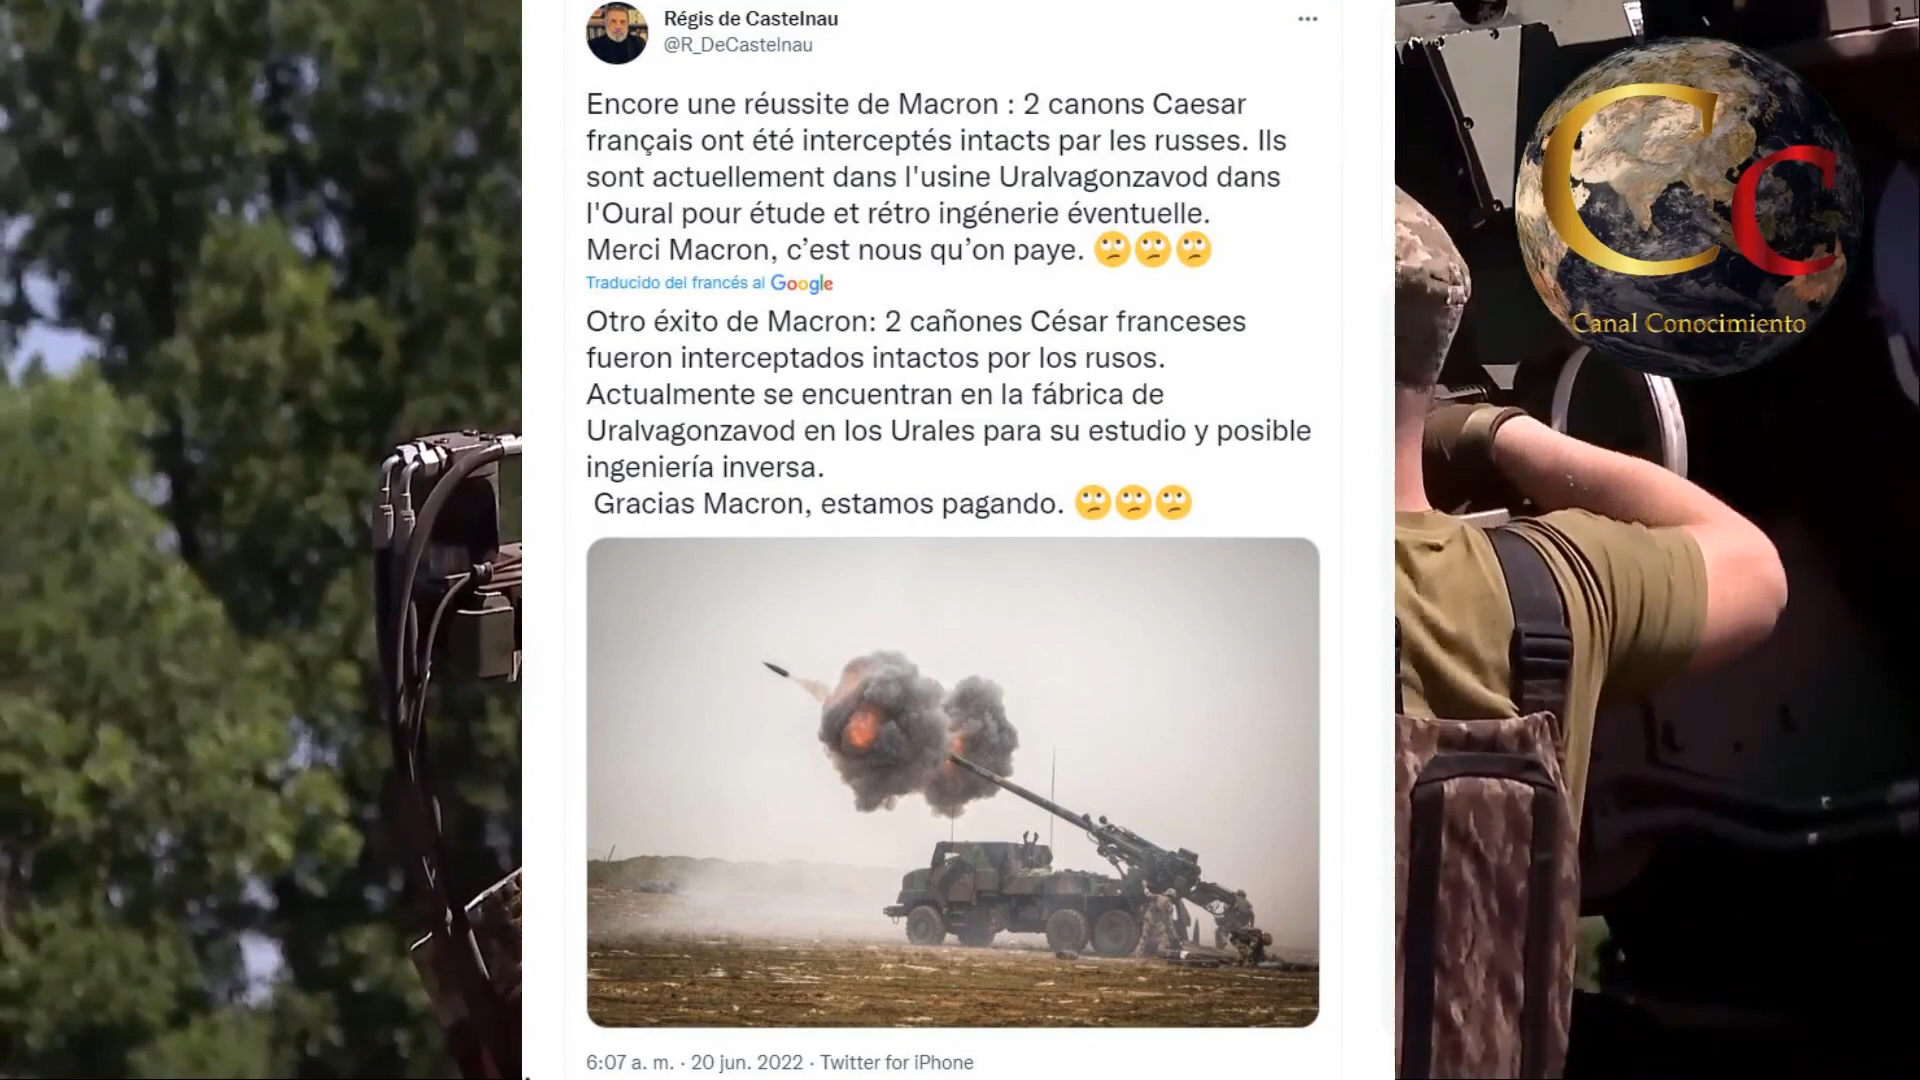 Régis de Castelnau
@R_DeCastelnau
Encore une réussite de Macron : 2 canons Caesar
français ont été interceptés intacts par les russes. Ils
sont actuellement dans l'usine Uralvagonzavod dans
l'Oural pour étude et rétro ingénerie éventuelle.
Merci Macron, c’est nous qu’on paye. 🙄🙄🙄
Traducido del francés al Google
Otro éxito de Macron: 2 cañones César franceses
fueron interceptados intactos por los rusos.
Actualmente se encuentran en la fábrica de
Uralvagonzavod en los Urales para su estudio y posible
ingeniería inversa.
Gracias Macron, estamos pagando. 🙄🙄🙄
6:07 a. m. · 20 jun. 2022 · Twitter for iPhone
CC
Canal Conocimiento